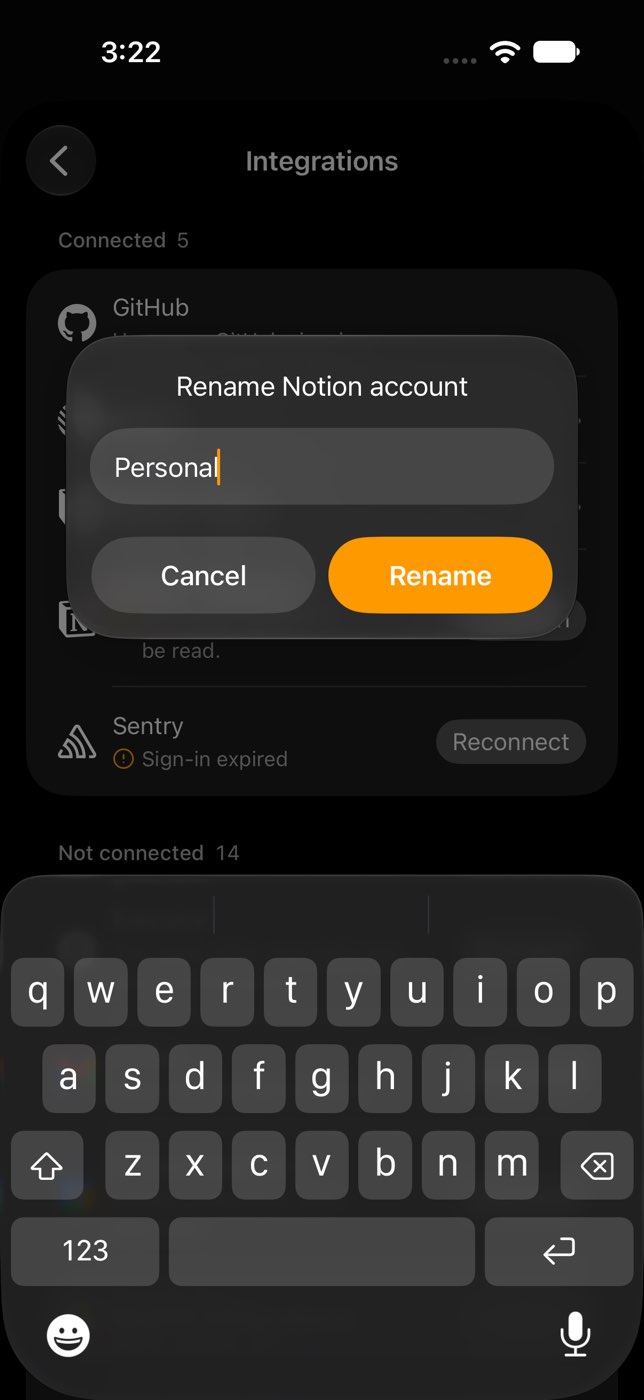 3:22
Integrations
Connected 5
GitHub
Rename Notion account
Personal
Cancel
Rename
be read.
Sentry
Sign-in expired
Reconnect
Not connected 14
q w e r t y u i o p
a s d f g h j k l
z x c v b n m
123